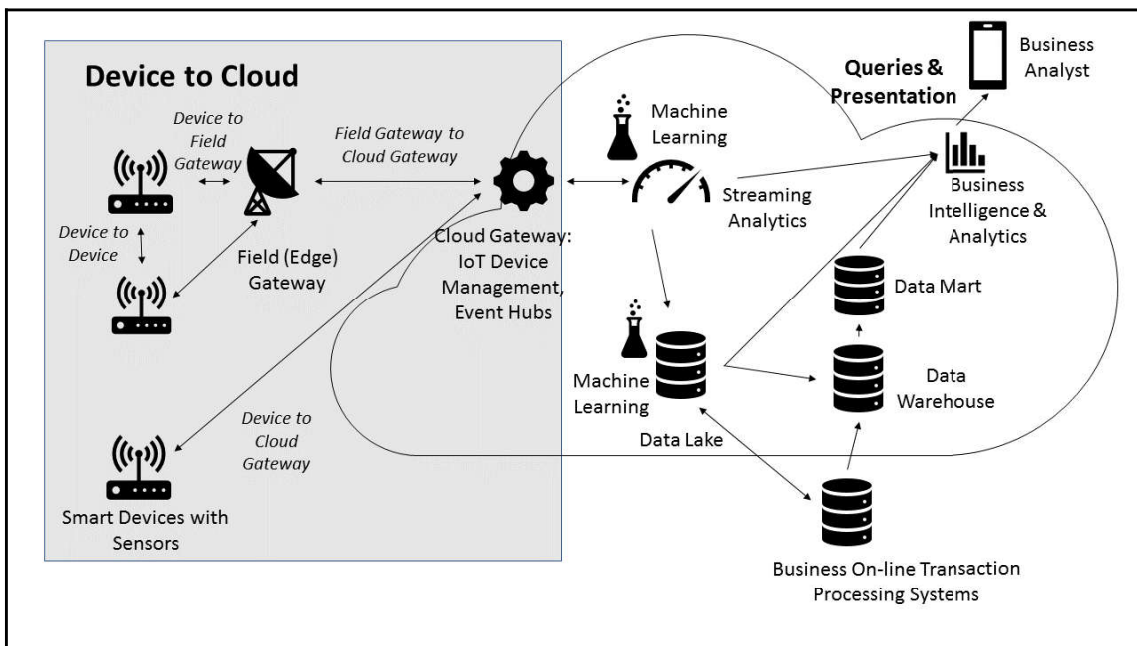 Device to Cloud
Device to
Field
Gateway
Field Gateway to
Cloud Gateway
Device to
Device
Field (Edge)
Gateway
Cloud Gateway:
IoT Device
Management,
Event Hubs
Device to
Cloud
Gateway
Smart Devices with
Sensors
Machine
Learning
Streaming
Analytics
Machine
Learning
Data Lake
Queries &
Presentation
Business
Analyst
Business
Intelligence &
Analytics
Data Mart
Data
Warehouse
Business On-line Transaction
Processing Systems